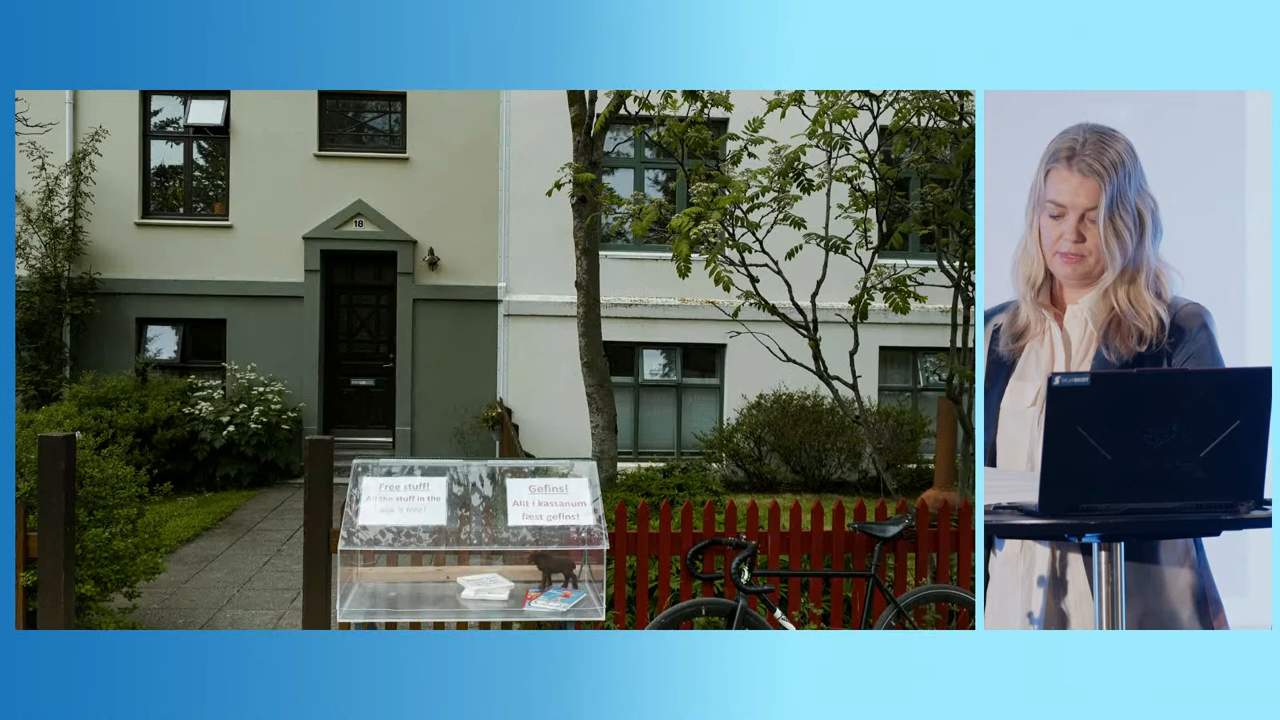 18
Free stuff!
All the stuff in the
box is free!
Gefins!
Allt í kassanum
fæst gefins!